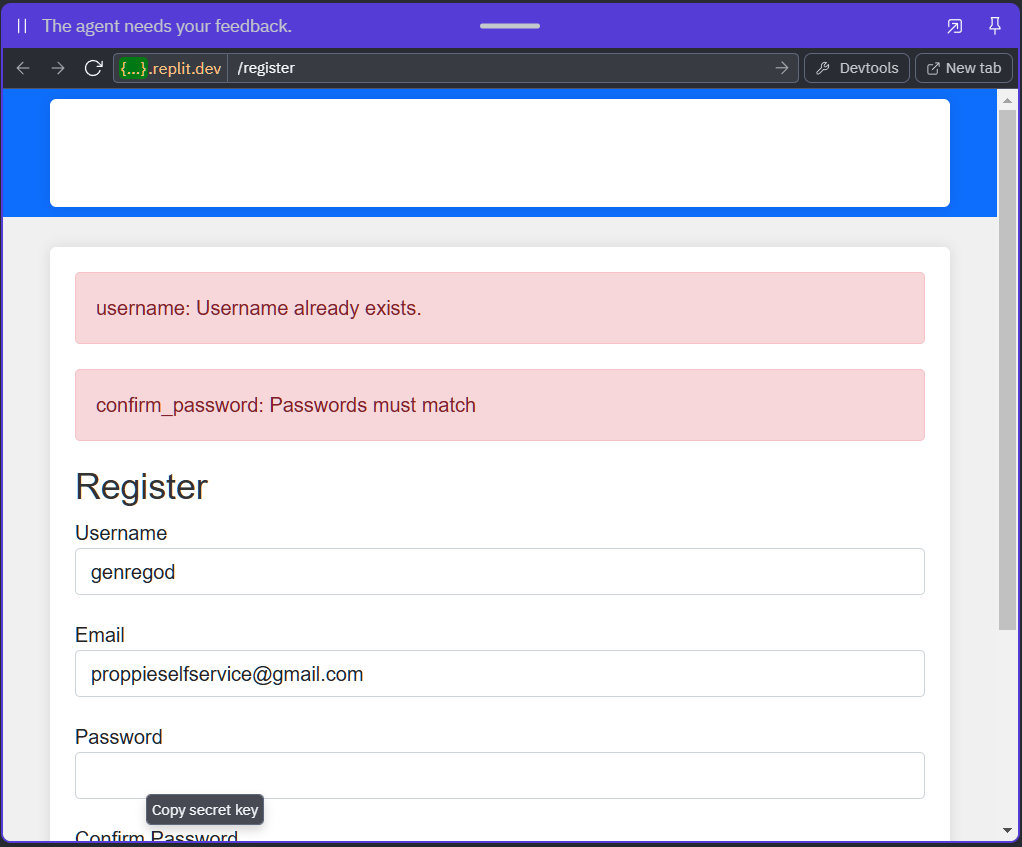 The agent needs your feedback.
{...}.replit.dev /register Devtools New tab
username: Username already exists.
confirm_password: Passwords must match
Register
Username
genregod
Email
proppieselfservice@gmail.com
Password
Copy secret key
Confirm Password